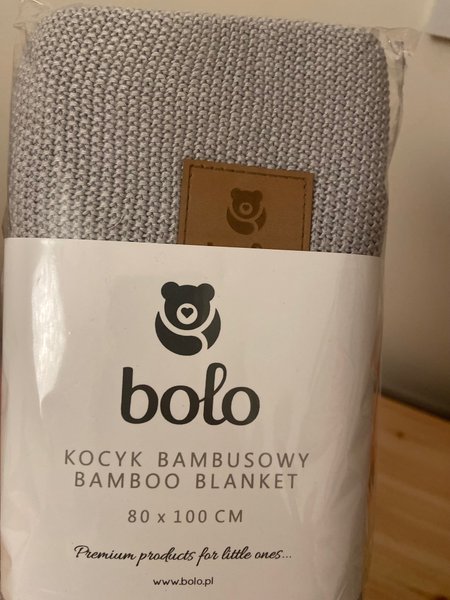 bolo
KOCYK BAMBUSOWY
BAMBOO BLANKET
80 x 100 CM
Premium products for little ones...
www.bolo.pl